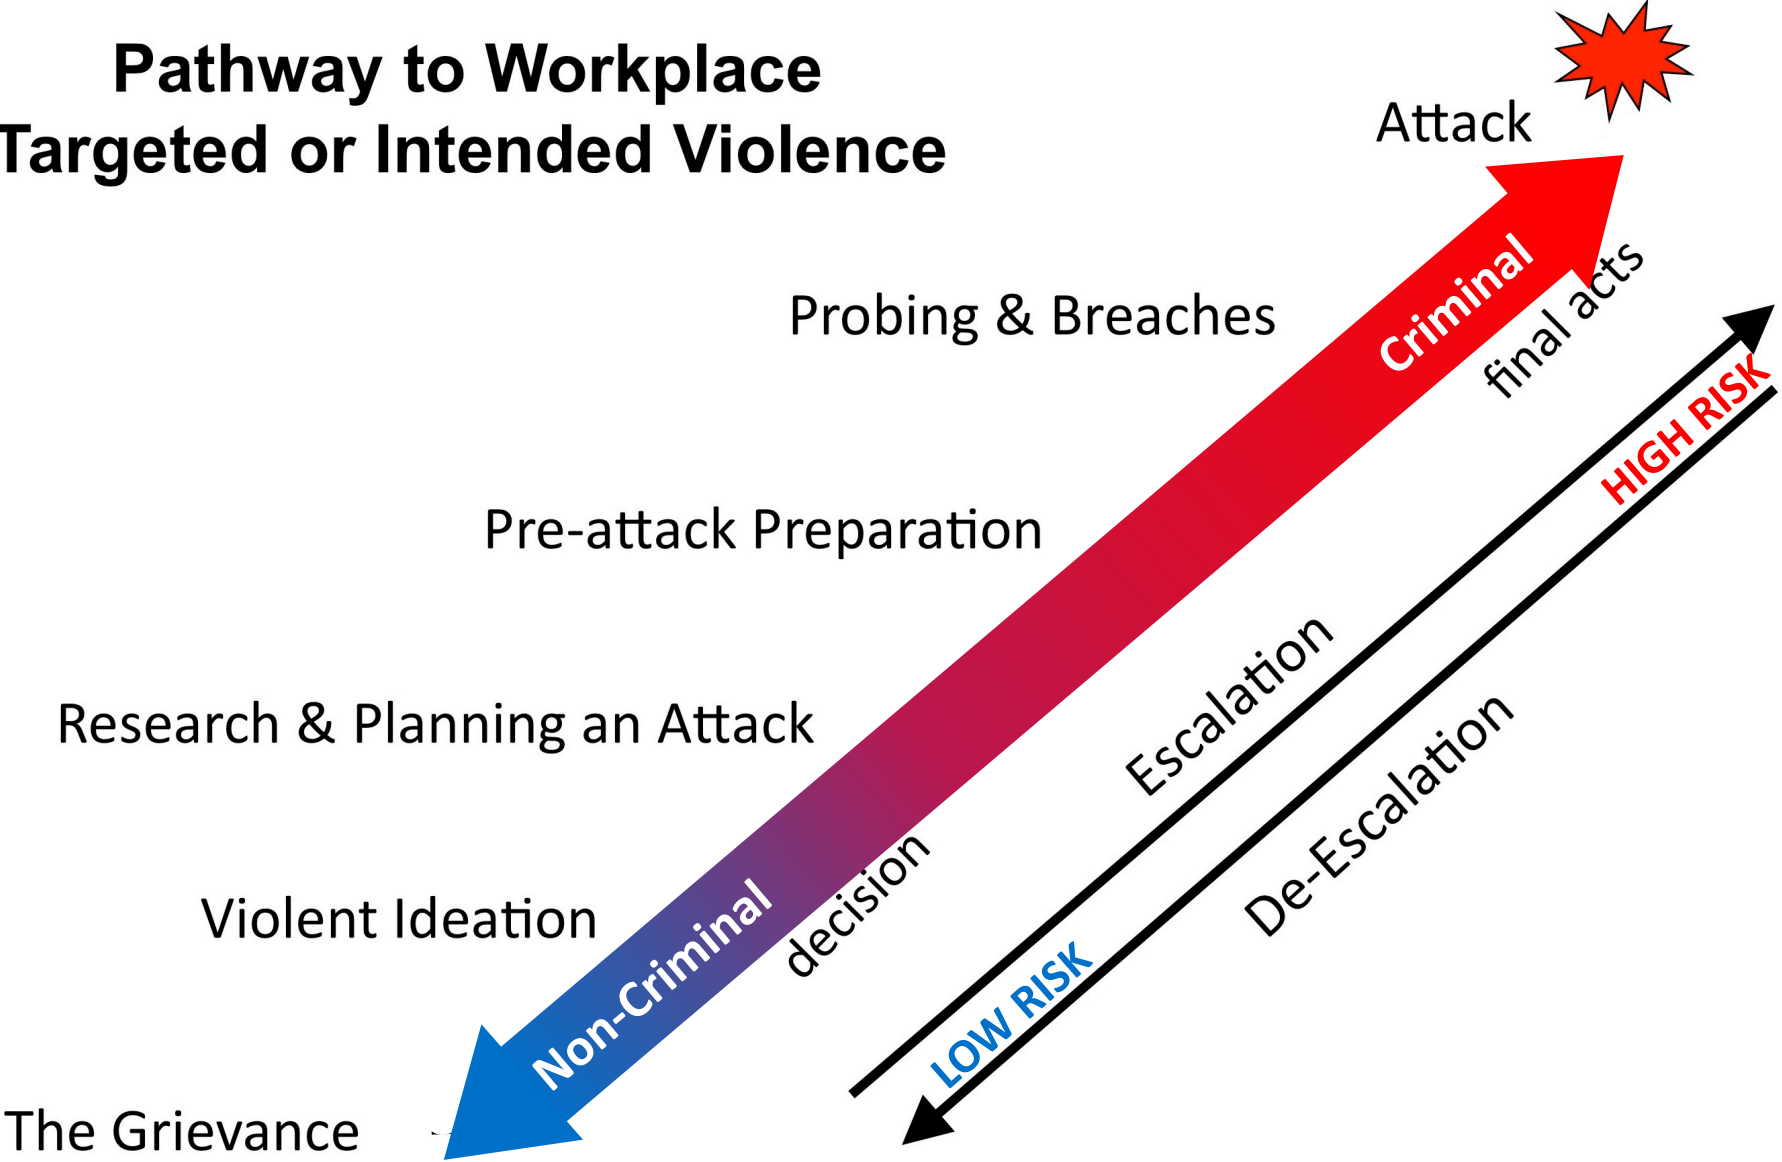 Pathway to Workplace
Targeted or Intended Violence
Attack
Criminal
final acts
Probing & Breaches
HIGH RISK
Pre-attack Preparation
Escalation
Research & Planning an Attack
De-Escalation
decision
Violent Ideation
Non-Criminal
LOW RISK
The Grievance